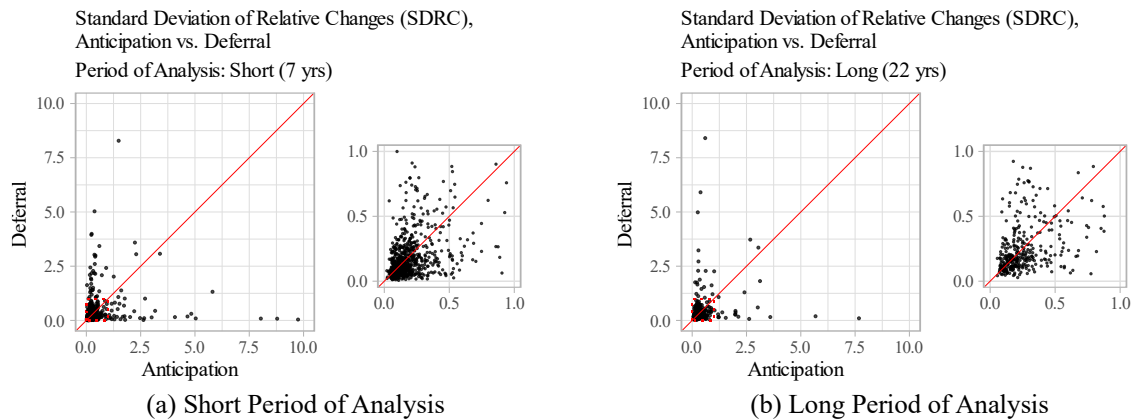 Standard Deviation of Relative Changes (SDRC),
Anticipation vs. Deferral
Period of Analysis: Short (7 yrs)
10.0
7.5
5.0
2.5
0.0
Deferral
0.0 2.5 5.0 7.5 10.0
Anticipation
1.0
0.5
0.0
0.0 0.5 1.0
(a) Short Period of Analysis
Standard Deviation of Relative Changes (SDRC),
Anticipation vs. Deferral
Period of Analysis: Long (22 yrs)
10.0
7.5
5.0
2.5
0.0
Deferral
0.0 2.5 5.0 7.5 10.0
Anticipation
1.0
0.5
0.0
0.0 0.5 1.0
(b) Long Period of Analysis